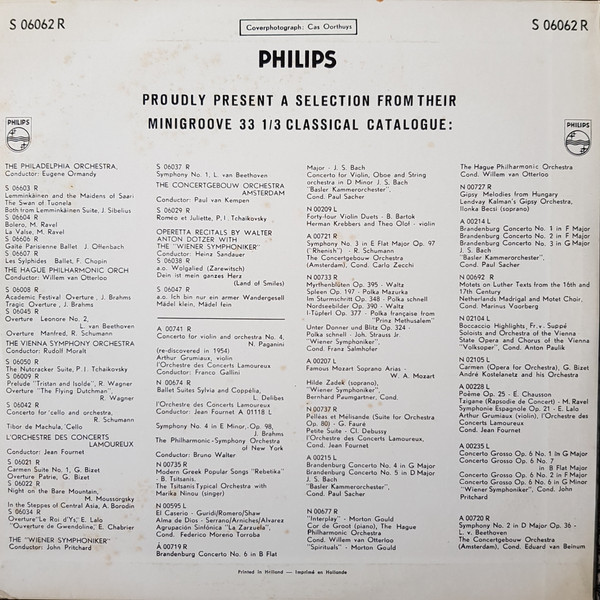 S 06062 R
Coverphotograph: Cas Oorthuys
S 06062 R
PHILIPS
PROUDLY PRESENT A SELECTION FROM THEIR
MINIGROOVE 33 1/3 CLASSICAL CATALOGUE:
PHILIPS
PHILIPS
THE PHILADELPHIA ORCHESTRA,
Conductor: Eugene Ormandy
S 06603 R
Lemminkäinen and the Maidens of Saari
The Swan of Tuonela
Both from Lemminkäinen Suite, J. Sibelius
S 06604 R
Bolero, M. Ravel
La Valse, M. Ravel
S 06606 R
Gaîté Parisienne Ballet J. Offenbach
S 06607 R
Les Sylphides Ballet, F. Chopin
THE HAGUE PHILHARMONIC ORCH
Conductor: Willem van Otterloo
S 06008 R
Academic Festival Overture, J. Brahms
Tragic Overture, J. Brahms
S 06045 R
Overture Leonore No. 2,
L. van Beethoven
Overture Manfred, R. Schumann
THE VIENNA SYMPHONY ORCHESTRA
Conductor: Rudolf Moralt
S 06050 R
The Nutcracker Suite, P. I. Tchaikovsky
S 06009 R
Prelude "Tristan and Isolde", R. Wagner
Overture "The Flying Dutchman"
R. Wagner
S 06042 R
Concerto for cello and orchestra,
R. Schumann
Tibor de Machula, Cello
L'ORCHESTRE DES CONCERTS
LAMOUREUX
Conductor: Jean Fournet
S 06021 R
Carmen Suite No. 1, G. Bizet
Overture Patrie, G. Bizet
S 06022 R
Night on the Bare Mountain,
M. Moussorgsky
In the Steppes of Central Asia, A. Borodin
S 06034 R
Overture "Le Roi d'Ys, E. Lalo
Ouverture de Gwendoline, E. Chabrier
THE "WIENER SYMPHONIKER"
Conductor: John Pritchard
S 06037 R
Symphony No. 1, L. van Beethoven
THE CONCERTGEBOUW ORCHESTRA
AMSTERDAM
Conductor: Paul van Kempen
S 06029 R
Romeo et Juliette, P. I. Tchaikovsky
OPERETTA RECITALS BY WALTER
ANTON DOTZER WITH
THE "WIENER SYMPHONIKER"
Conductor: Heinz Sandauer
S 06038 R
a.o. Wolgalied (Zarewitsch)
Dein ist mein ganzes Herz
(Land of Smiles)
S 06047 R
a.o. Ich bin nur ein armer Wandergesell
Mädel klein, Mädel fein
A 00741 R
Concerto for violin and orchestra No. 4,
N. Paganini
(re-discovered in 1954)
Arthur Grumiaux, violin
l'Orchestre des Concerts Lamoureux
Conductor: Franco Gallini
N 00674 R
Ballet Suites Sylvia and Coppelia,
L. Delibes
l'Orchestre des Concerts Lamoureux
Conductor: Jean Fournet A 01118 L
Symphony No. 4 in E Minor, Op. 98,
J. Brahms
The Philharmonic-Symphony Orchestra
of New York
Conductor: Bruno Walter
N 00735 R
Modern Greek Popular Songs "Rebetika"
- B. Tsitsanis.
The Tsitsanis Typical Orchestra with
Marika Ninou (singer)
N 00595 L
El Caserio - Guridi/Romero/Shaw
Alma de Dios - Serrano/Arniches/Alvarez
Agrupación Sinfónica "La Zarzuela",
Cond. Federico Moreno Torroba
A 00719 R
Brandenburg Concerto No. 6 in B Flat
Major - J. S. Bach
Concerto for Violin, Oboe and String
orchestra in D Minor J. S. Bach
"Basler Kammerorchester",
Cond. Paul Sacher
N 00209 L
Forty-four Violin Duets - B. Bartok
Herman Krebbers and Theo Olof - violin
A 00721 R
Symphony No. 3 in E Flat Major Op. 97
("Rhenish") - R. Schumann
The Concertgebouw Orchestra
(Amsterdam), Cond. Carlo Zecchi
N 00733 R
Myrthenblüten Op. 395 - Waltz
Spleen Op. 197 - Polka Mazurka
Im Sturmschritt Op. 348 - Polka schnell
Nordseebilder Op. 390 - Waltz
I-Tipferl Op. 377 - Polka française from
"Prinz Methusalem"
Unter Donner und Blitz Op. 324 -
Polka schnell - Joh. Strauss Jr.
"Wiener Symphoniker",
Cond. Franz Salmhofer.
A 00207 L
Famous Mozart Soprano Arias -
W. A. Mozart
Hilde Zadek (soprano),
"Wiener Symphoniker",
Bernhard Paumgartner, Cond.
N 00737 R
Pelléas et Mélisande (Suite for Orchestra
Op. 80) - G. Fauré
Petite Suite - Cl. Debussy
l'Orchestre des Concerts Lamoureux,
Cond. Jean Fournet
A 00215 L
Brandenburg Concerto No. 4 in G Major
Brandenburg Concerto No. 5 in D Major
J. S. Bach
"Basler Kammerorchester",
Cond. Paul Sacher
N 00677 R
"Interplay" - Morton Gould
Cor de Groot (piano), The Hague
Philharmonic Orchestra
Cond. Willem van Otterloo
"Spirituals" - Morton Gould
The Hague Philharmonic Orchestra
Cond. Willem van Otterloo
N 00727 R
Gipsy Melodies from Hungary
Lendvay Kalman's Gipsy Orchestra,
Ilonka Becsi (soprano)
A 00214 L
Brandenburg Concerto No. 1 in F Major
Brandenburg Concerto No. 2 in F Major
Brandenburg Concerto No. 3 in G Major
J. S. Bach
"Basler Kammerorchester",
Cond. Paul Sacher
N 00692 R
Motets on Luther Texts from the 16th and
17th Century
Netherlands Madrigal and Motet Choir,
Cond. Marinus Voorberg
N 02104 L
Boccaccio Highlights, Fr. v. Suppé
Soloists and Orchestra of the Vienna
State Opera and Chorus of the Vienna
"Volksoper", Cond. Anton Paulik
N 02105 L
Carmen (Opera for Orchestra), G. Bizet
André Kostelanetz and his Orchestra
A 00228 L
Poème Op. 25 - E. Chausson
Tzigane (Rapsodie de Concert) - M. Ravel
Symphonie Espagnole Op. 21 - E. Lalo
Arthur Grumiaux (violin), l'Orchestre des
Concerts Lamoureux
Cond. Jean Fournet
A 00235 L
Concerto Grosso Op. 6 No. 1 in G Major
Concerto Grosso Op. 6 No. 7
in B Flat Major
Concerto Grosso Op. 6 No. 2 in F Major
Concerto Grosso Op. 6 No. 6 in G Minor
"Wiener Symphoniker", Cond. John
Pritchard
A 00720 R
Symphony No. 2 in D Major Op. 36 -
L. v. Beethoven
The Concertgebouw Orchestra
(Amsterdam), Cond. Eduard van Beinum
Printed in Holland — Imprimé en Hollande